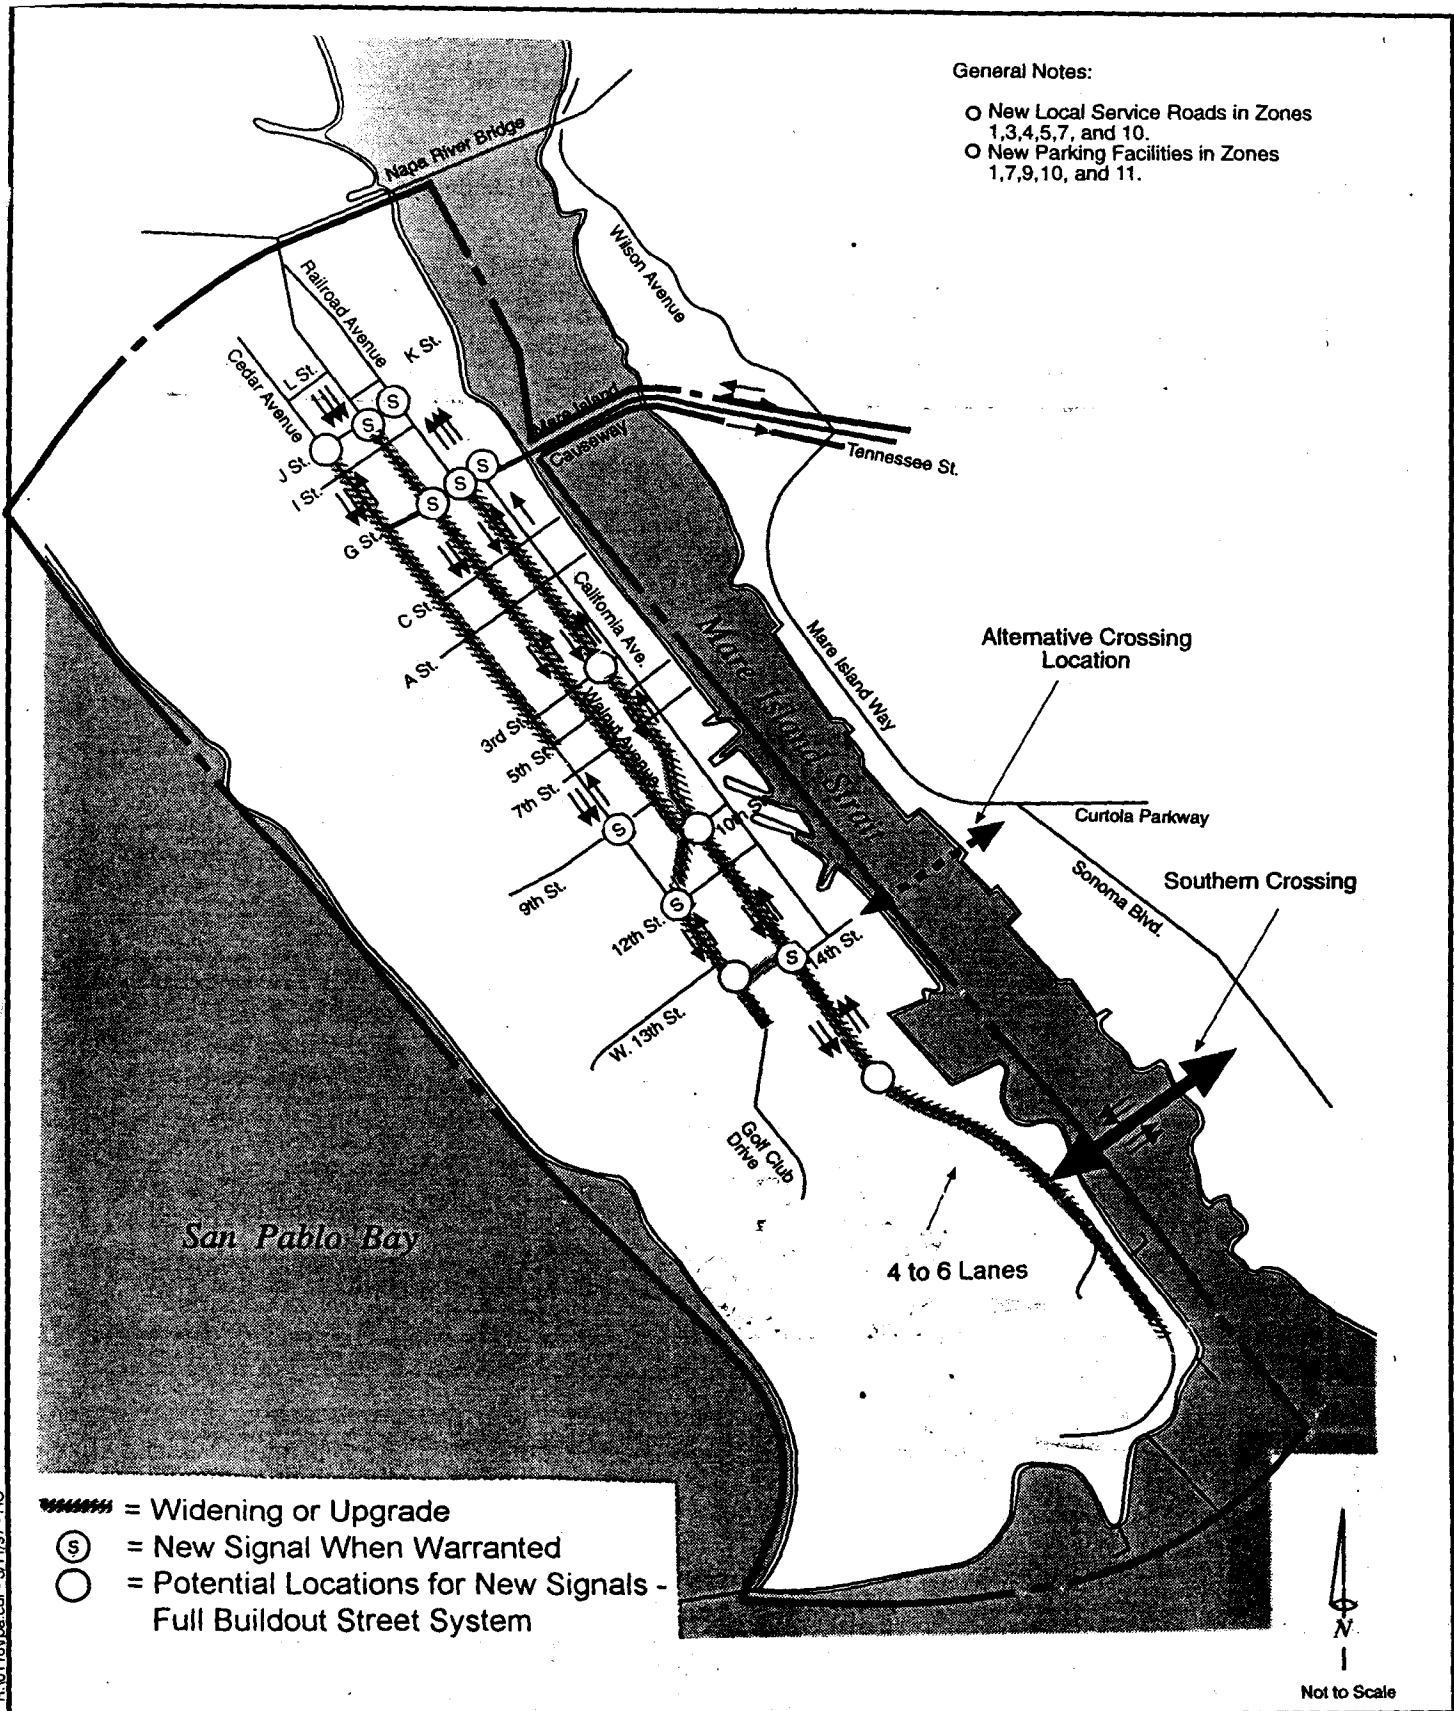 General Notes:
O New Local Service Roads in Zones
1,3,4,5,7, and 10.
O New Parking Facilities in Zones
1,7,9,10, and 11.
Napa River Bridge
Wilson Avenue
Railroad Avenue
K St.
L St.
Cedar Avenue
S
S
J St.
I St.
Mare Island
Causeway
Tennessee St.
S
S
S
G St.
C St.
A St.
California Ave.
Mare Island Strait
Mare Island Way
Alternative Crossing
Location
3rd St.
5th St.
7th St.
Walnut Avenue
10th St.
S
Curtola Parkway
Sonoma Blvd.
Southern Crossing
9th St.
S
12th St.
S
14th St.
W. 13th St.
Golf Club
Drive
San Pablo Bay
4 to 6 Lanes
= Widening or Upgrade
S = New Signal When Warranted
= Potential Locations for New Signals -
Full Buildout Street System
N
Not to Scale